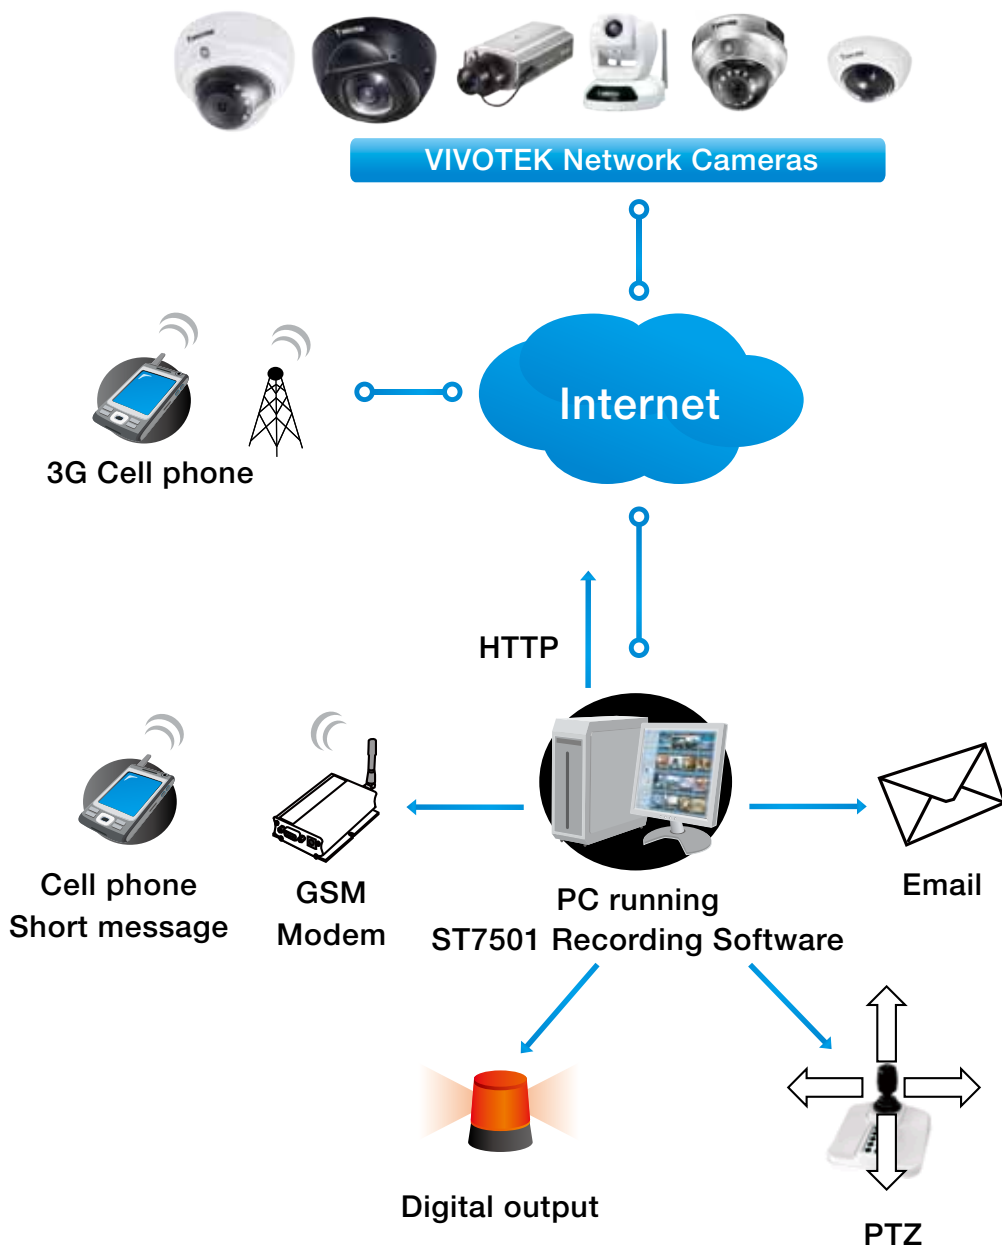 VIVOTEK Network Cameras
Internet
3G Cell phone
HTTP
Cell phone
Short message
GSM
Modem
PC running
ST7501 Recording Software
Email
Digital output
PTZ